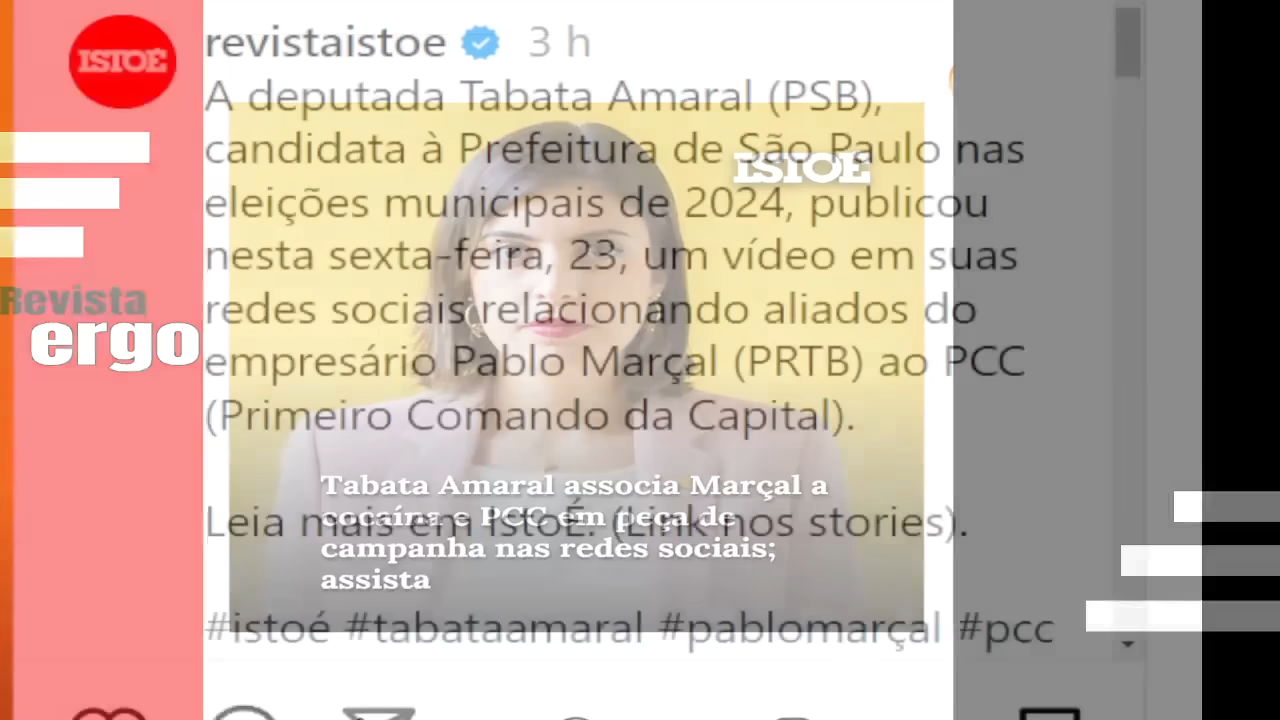 ISTOÉ
revistaistoe 3 h
A deputada Tabata Amaral (PSB),
candidata à Prefeitura de São Paulo nas
eleições municipais de 2024, publicou
nesta sexta-feira, 23, um vídeo em suas
redes sociais relacionando aliados do
empresário Pablo Marçal (PRTB) ao PCC
(Primeiro Comando da Capital).
Leia mais em IstoÉ. (Link nos stories).
#istoé #tabataamaral #pablomarçal #pcc
ISTOÉ
Tabata Amaral associa Marçal a
cocaína e PCC em peça de
campanha nas redes sociais;
assista
Revista
ergo